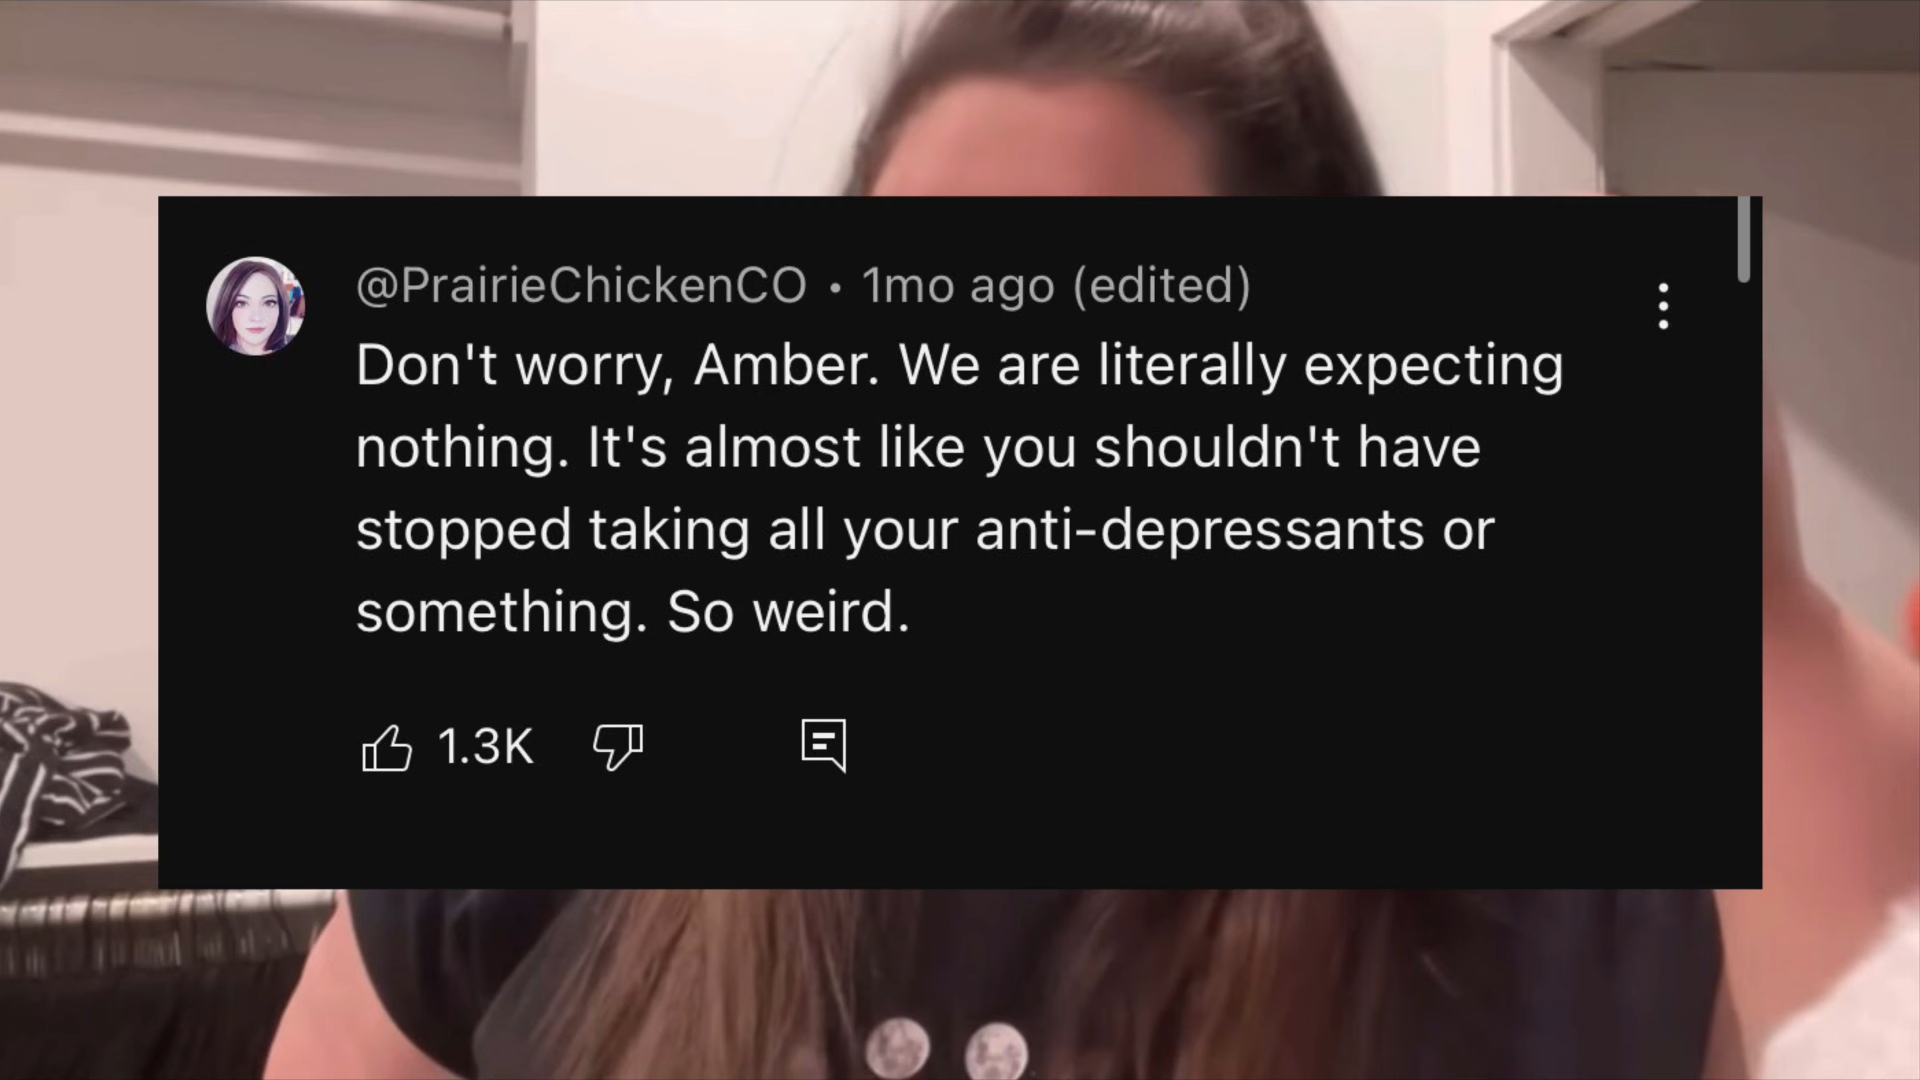 @PrairieChickenCO • 1mo ago (edited)
Don't worry, Amber. We are literally expecting
nothing. It's almost like you shouldn't have
stopped taking all your anti-depressants or
something. So weird.
1.3K